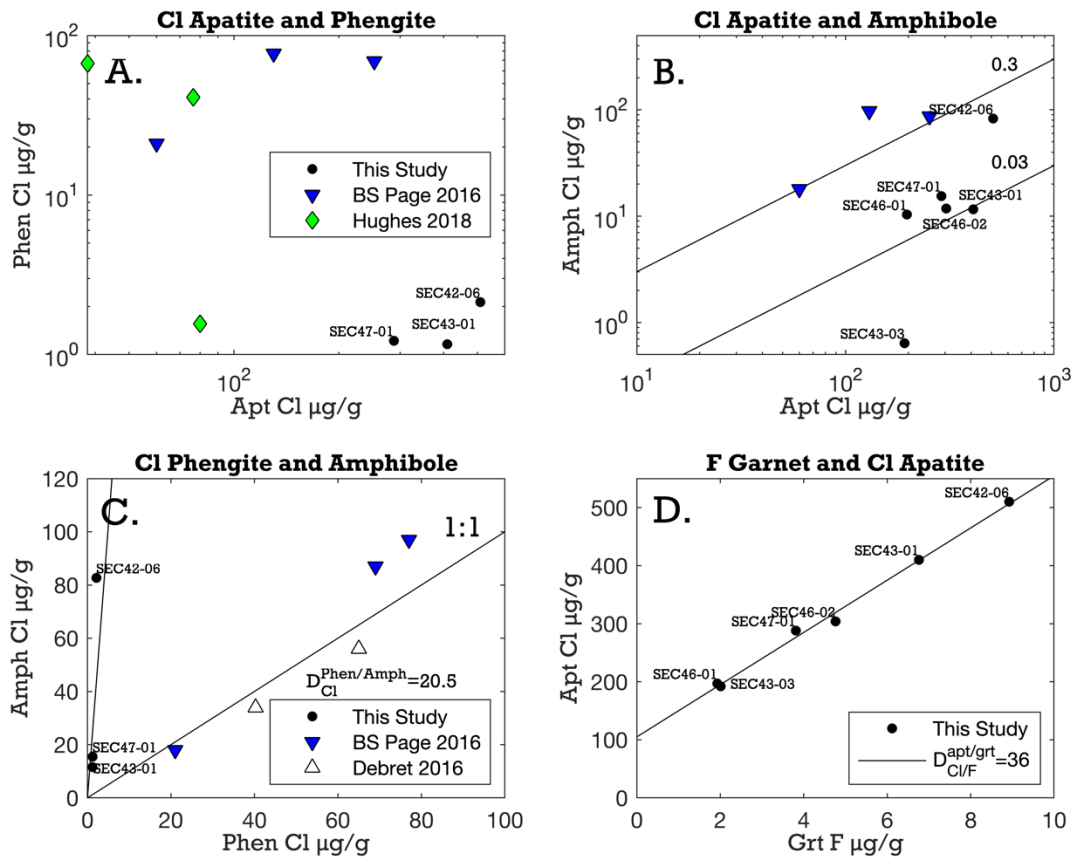 Cl Apatite and Phengite
A.
10^2
10^1
10^0
Phen Cl µg/g
This Study
BS Page 2016
Hughes 2018
SEC42-06
SEC47-01
SEC43-01
10^2
Apt Cl µg/g
Cl Apatite and Amphibole
B.
0.3
0.03
10^2
10^1
10^0
Amph Cl µg/g
SEC42-06
SEC47-01
SEC43-01
SEC46-01
SEC46-02
SEC43-03
10^1
10^2
10^3
Apt Cl µg/g
Cl Phengite and Amphibole
C.
1:1
120
100
80
60
40
20
0
Amph Cl µg/g
SEC42-06
SEC47-01
SEC43-01
D_Cl^Phen/Amph=20.5
This Study
BS Page 2016
Debret 2016
0 20 40 60 80 100
Phen Cl µg/g
F Garnet and Cl Apatite
D.
500
400
300
200
100
0
Apt Cl µg/g
SEC42-06
SEC43-01
SEC46-02
SEC47-01
SEC46-01
SEC43-03
This Study
D_Cl/F^apt/grt=36
0 2 4 6 8 10
Grt F µg/g